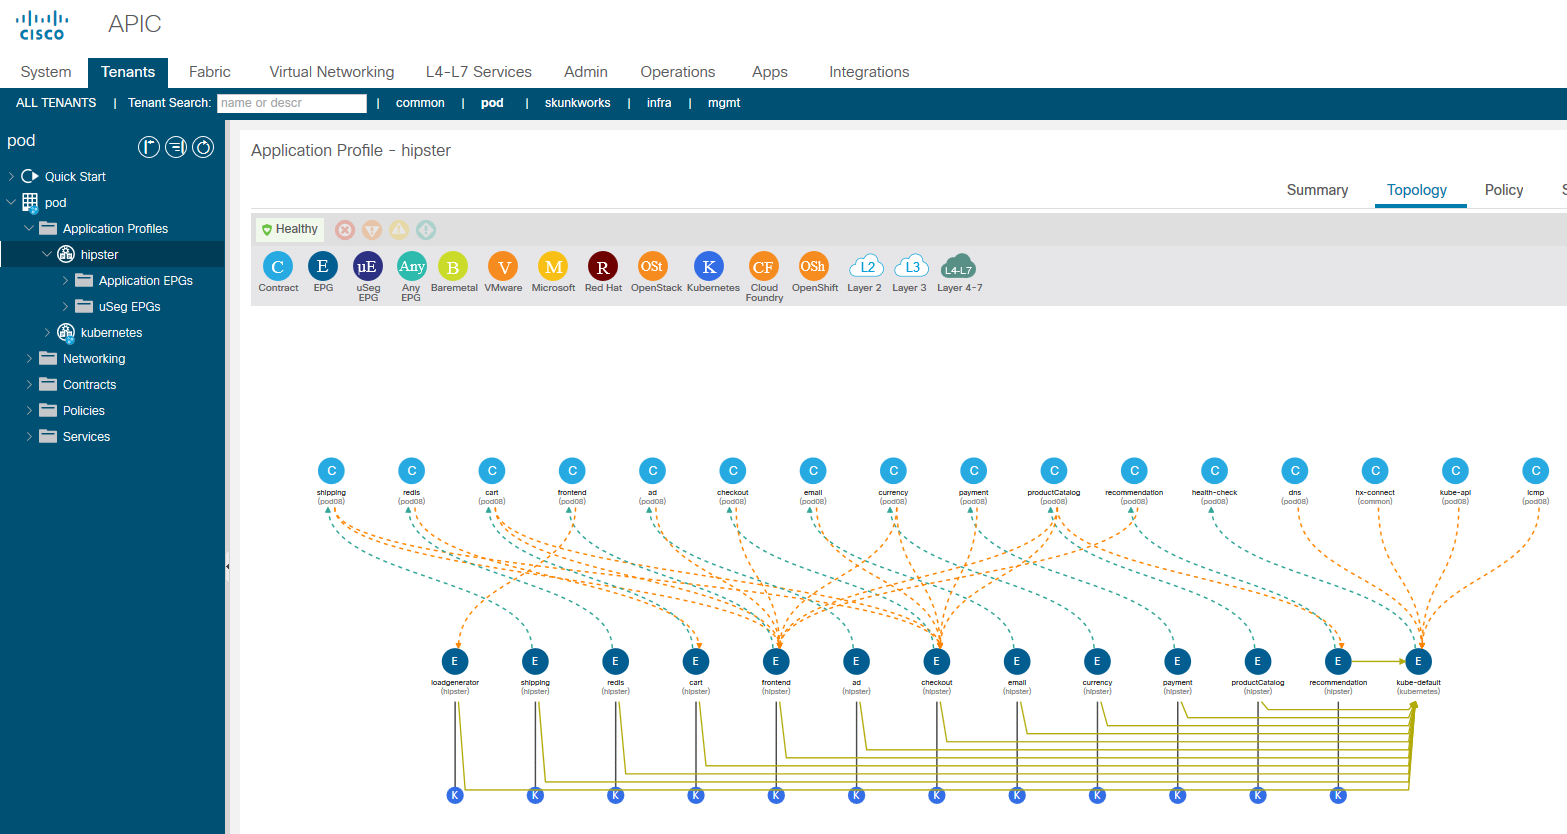 CISCO
APIC
System Tenants Fabric Virtual Networking L4-L7 Services Admin Operations Apps Integrations
ALL TENANTS | Tenant Search: name or descr | common | pod | skunkworks | infra | mgmt
pod
Quick Start
pod
Application Profiles
hipster
Application EPGs
uSeg EPGs
kubernetes
Networking
Contracts
Policies
Services
Application Profile - hipster
Summary Topology Policy S
Healthy
C E µE Any B V M R OSt K CF OSh L2 L3 L4-L7
Contract EPG uSeg EPG Any EPG Baremetal VMware Microsoft Red Hat OpenStack Kubernetes Cloud Foundry OpenShift Layer 2 Layer 3 Layer 4-7
C C C C C C C C C C C C C C C C
shipping redis cart frontend ad checkout email currency payment productCatalog recommendation health-check dns hx-connect kube-api icmp
(pod08) (pod08) (pod08) (pod08) (pod08) (pod08) (pod08) (pod08) (pod08) (pod08) (pod08) (pod08) (pod08) (common) (pod08) (pod08)
E E E E E E E E E E E E E
loadgenerator shipping redis cart frontend ad checkout email currency payment productCatalog recommendation kube-default
(hipster) (hipster) (hipster) (hipster) (hipster) (hipster) (hipster) (hipster) (hipster) (hipster) (hipster) (hipster) (kubernetes)
K K K K K K K K K K K K